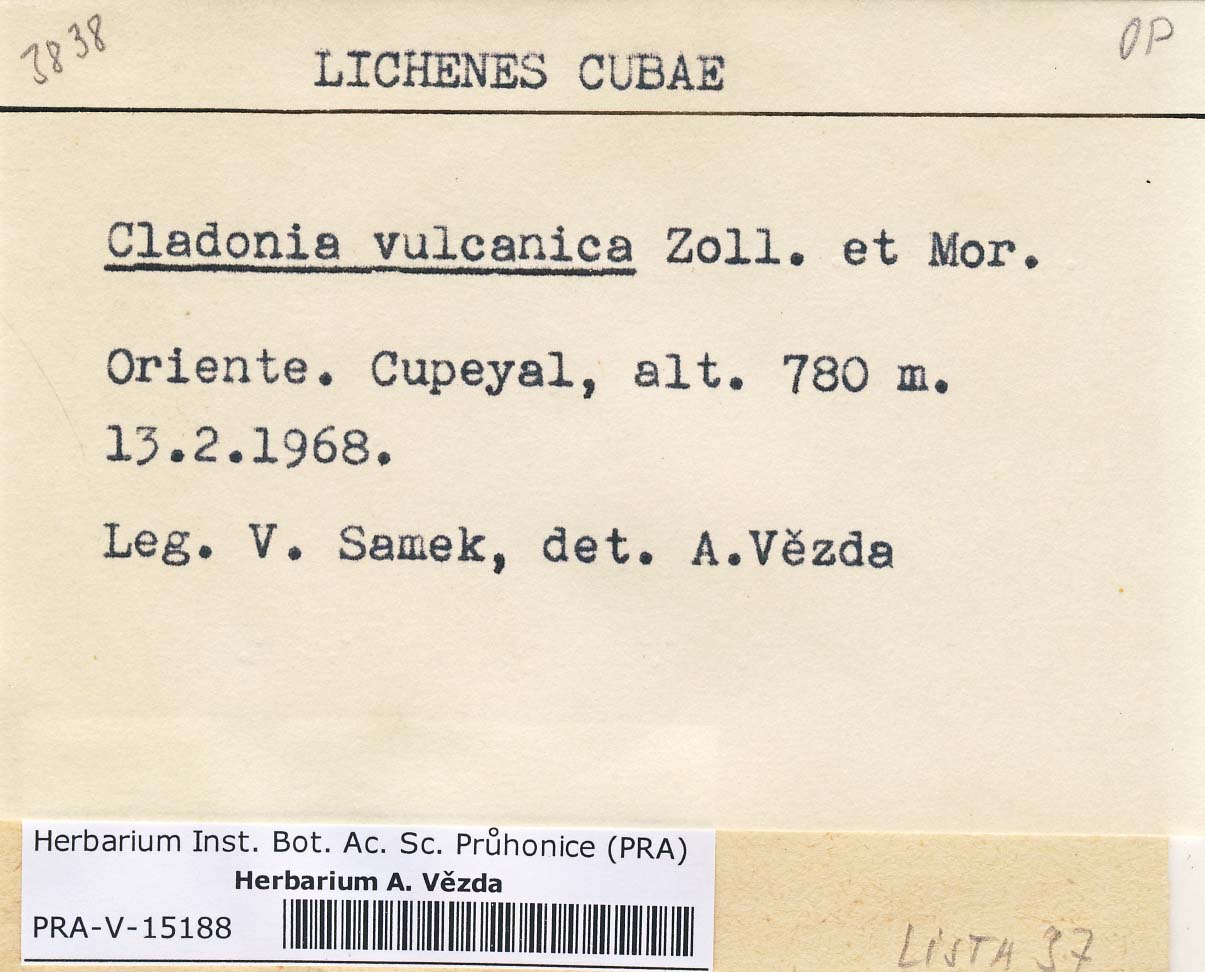 3838
LICHENES CUBAE
OP
Cladonia vulcanica Zoll. et Mor.
Oriente. Cupeyal, alt. 780 m.
13.2.1968.
Leg. V. Samek, det. A.Vězda
Herbarium Inst. Bot. Ac. Sc. Průhonice (PRA)
Herbarium A. Vězda
PRA-V-15188
LISTA 37